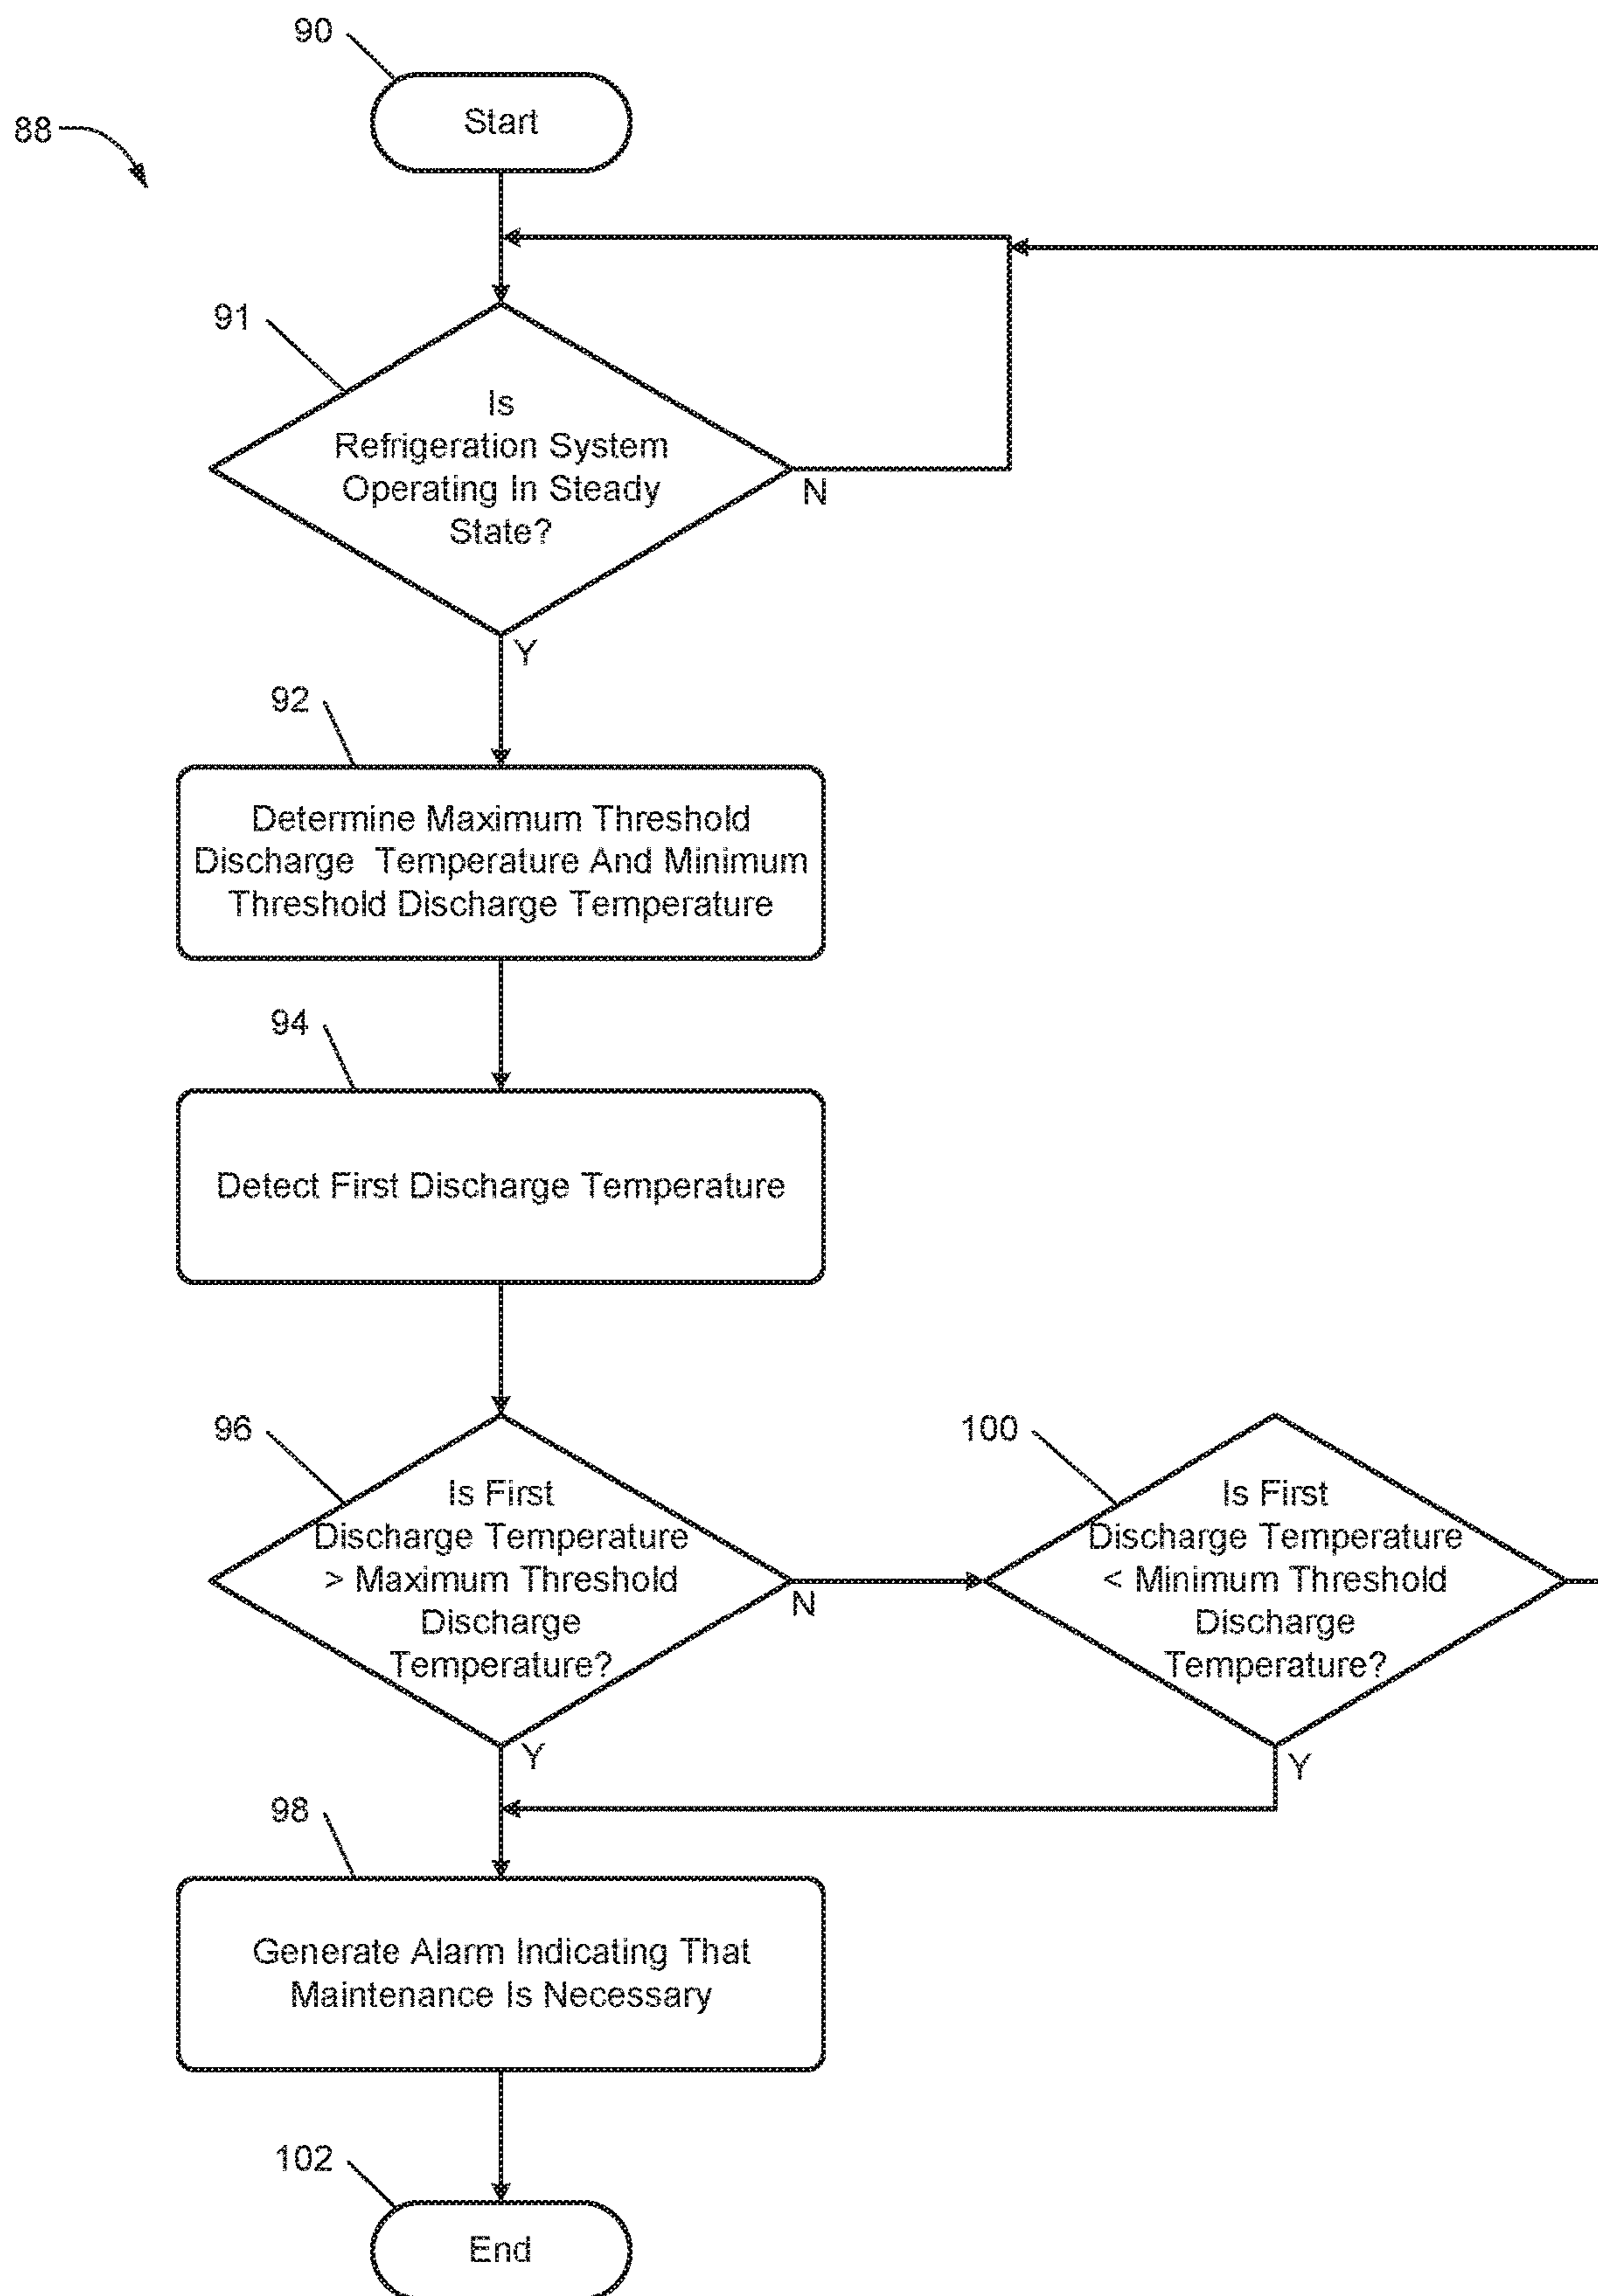 90
Start
88
91
Is
Refrigeration System
Operating In Steady
State?
N
Y
92
Determine Maximum Threshold
Discharge Temperature And Minimum
Threshold Discharge Temperature
94
Detect First Discharge Temperature
96
Is First
Discharge Temperature
> Maximum Threshold
Discharge
Temperature?
N
Y
100
Is First
Discharge Temperature
< Minimum Threshold
Discharge
Temperature?
Y
98
Generate Alarm Indicating That
Maintenance Is Necessary
102
End